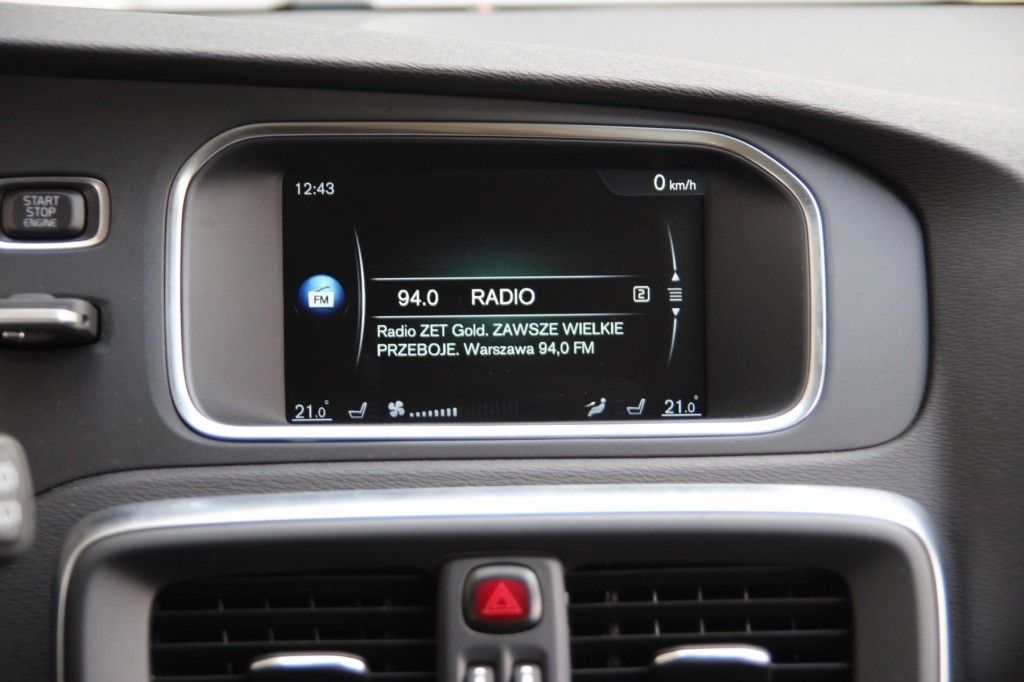 12:43
0 km/h
START
STOP
ENGINE
FM
94.0 RADIO 2
Radio ZET Gold. ZAWSZE WIELKIE
PRZEBOJE. Warszawa 94,0 FM
21.0°
21.0°